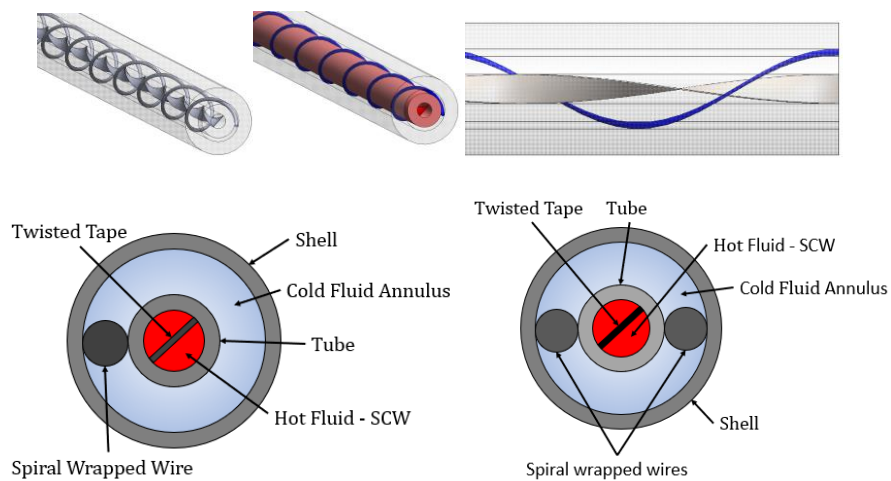 Twisted Tape
Shell
Cold Fluid Annulus
Tube
Hot Fluid - SCW
Spiral Wrapped Wire
Twisted Tape
Tube
Hot Fluid - SCW
Cold Fluid Annulus
Shell
Spiral wrapped wires